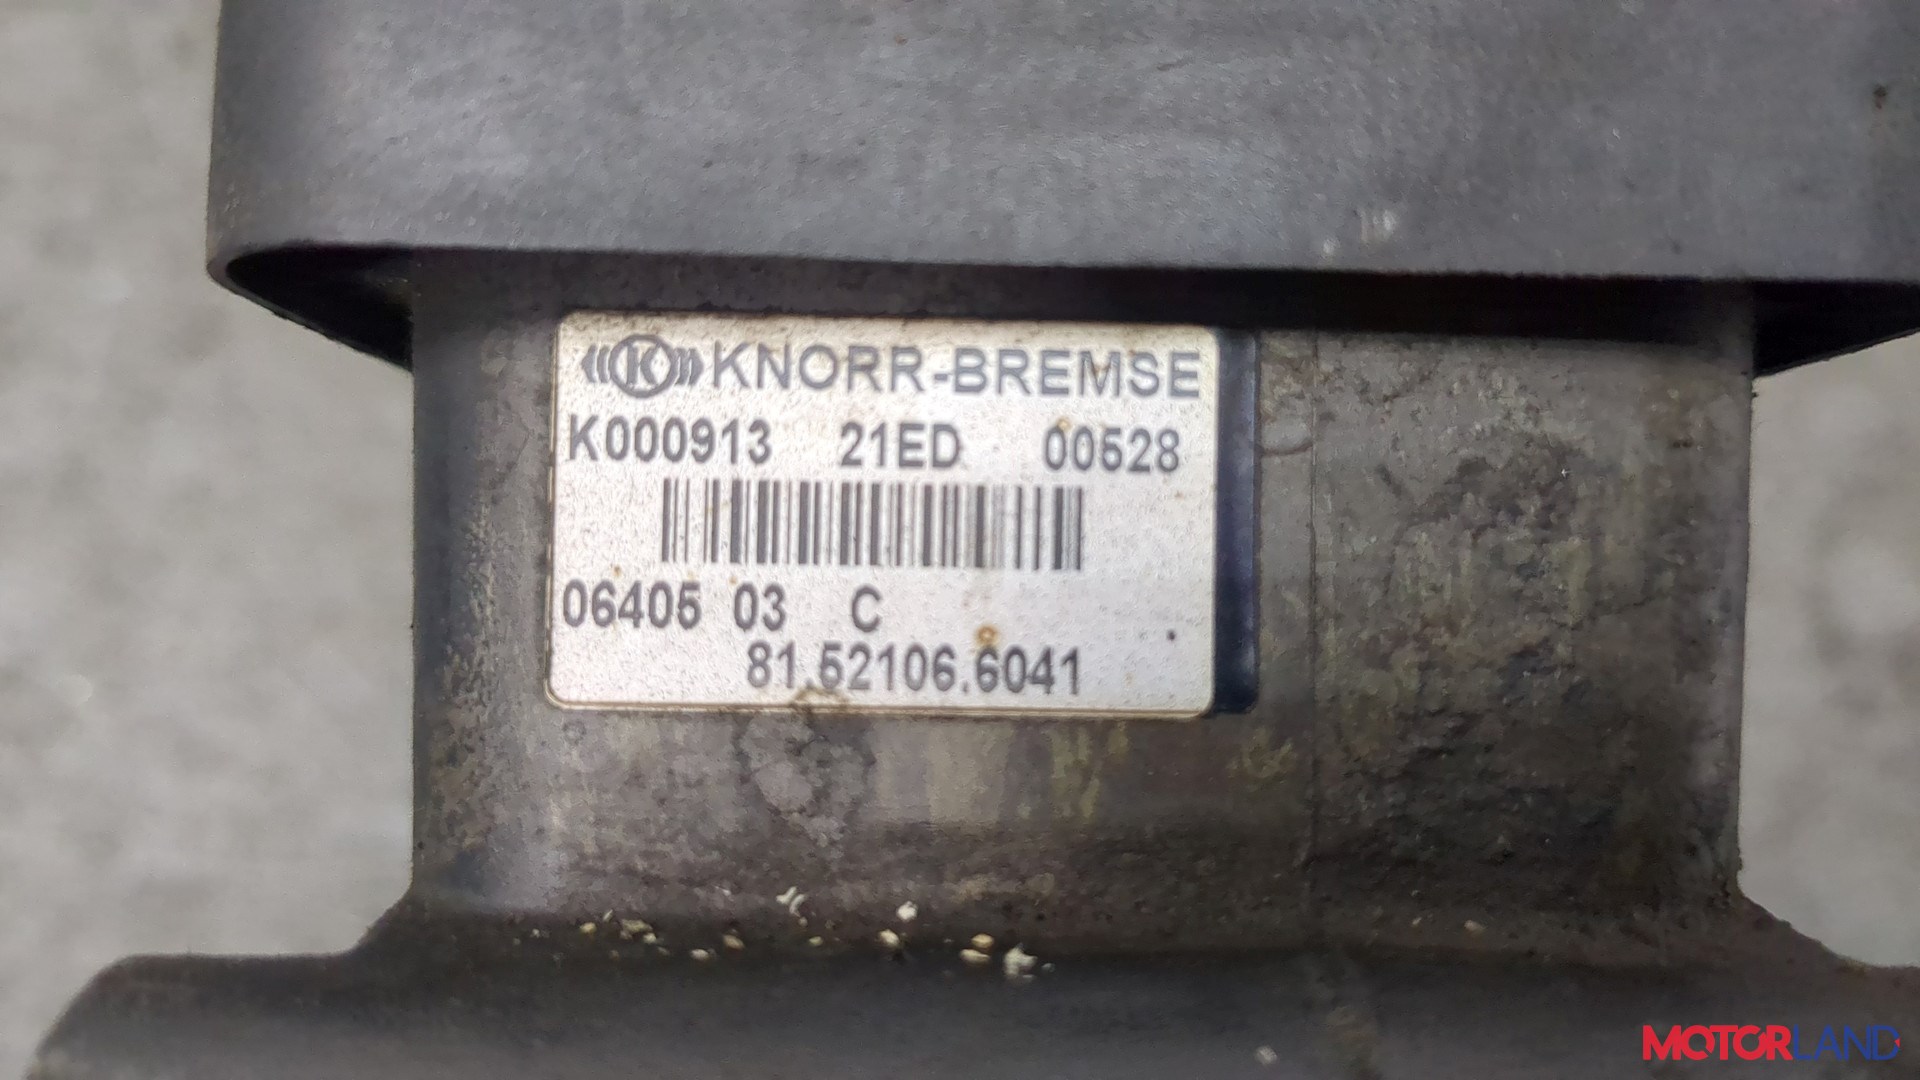 KNORR-BREMSE
K000913 21ED 00528
06405 03 C
81.52106.6041
MOTORLAND